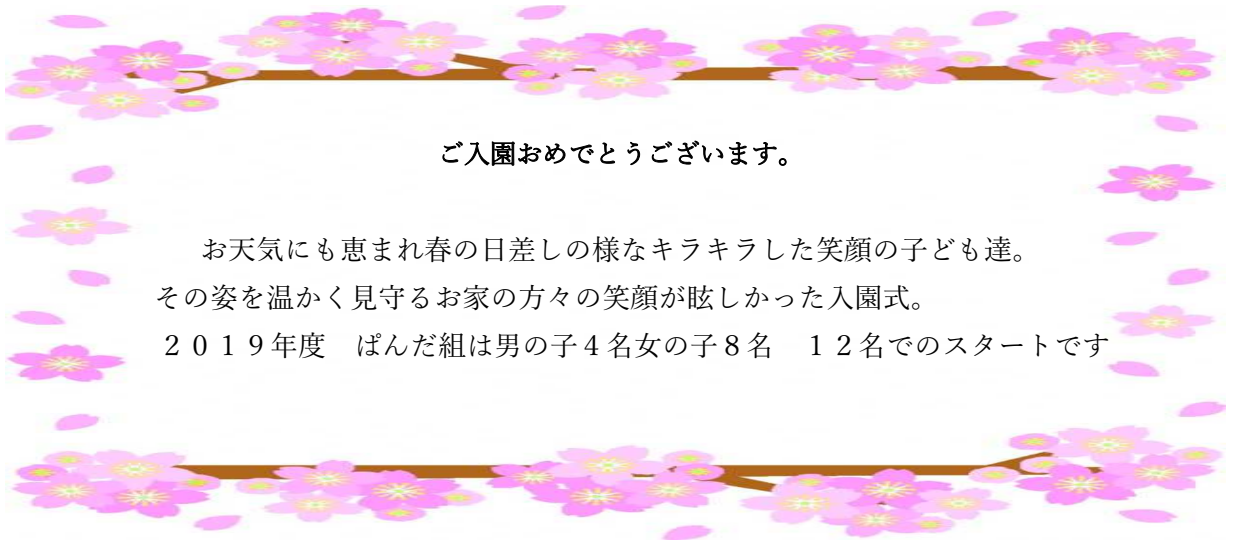 ご入園おめでとうございます。
お天気にも恵まれ春の日差しの様なキラキラした笑顔の子ども達。
その姿を温かく見守るお家の方々の笑顔が眩しかった入園式。
２０１９年度　ぱんだ組は男の子４名女の子８名　１２名でのスタートです